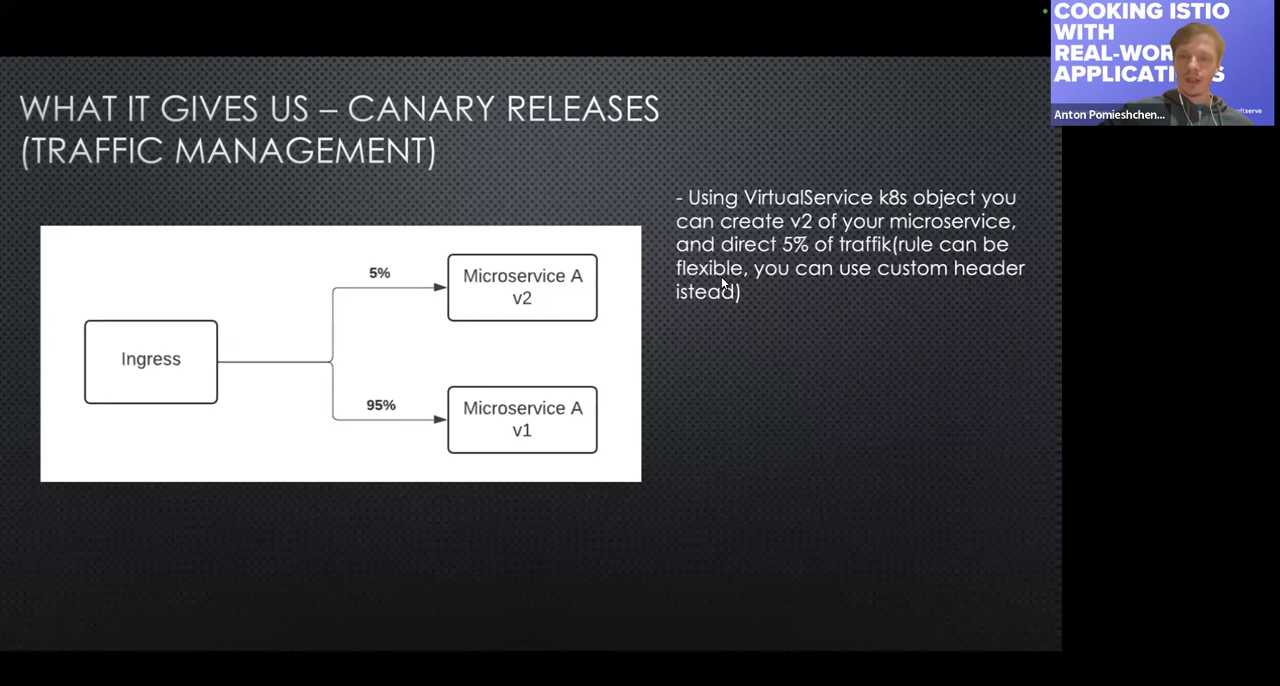 WHAT IT GIVES US – CANARY RELEASES
(TRAFFIC MANAGEMENT)
- Using VirtualService k8s object you
can create v2 of your microservice,
and direct 5% of traffik(rule can be
flexible, you can use custom header
istead)
5%
Microservice A
v2
Ingress
95%
Microservice A
v1
COOKING ISTIO
WITH
REAL-WOR
APPLICATI S
Anton Pomieshchen...
oltserve